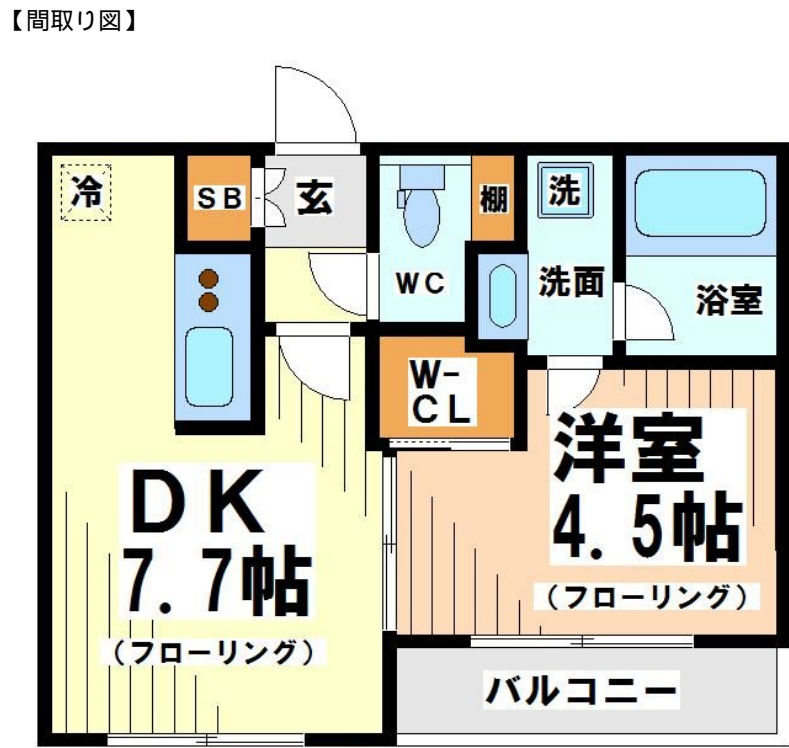 【間取り図】
冷
SB
玄
棚
洗
WC
洗面
浴室
W-
CL
洋室
4.5帖
(フローリング)
DK
7.7帖
(フローリング)
バルコニー